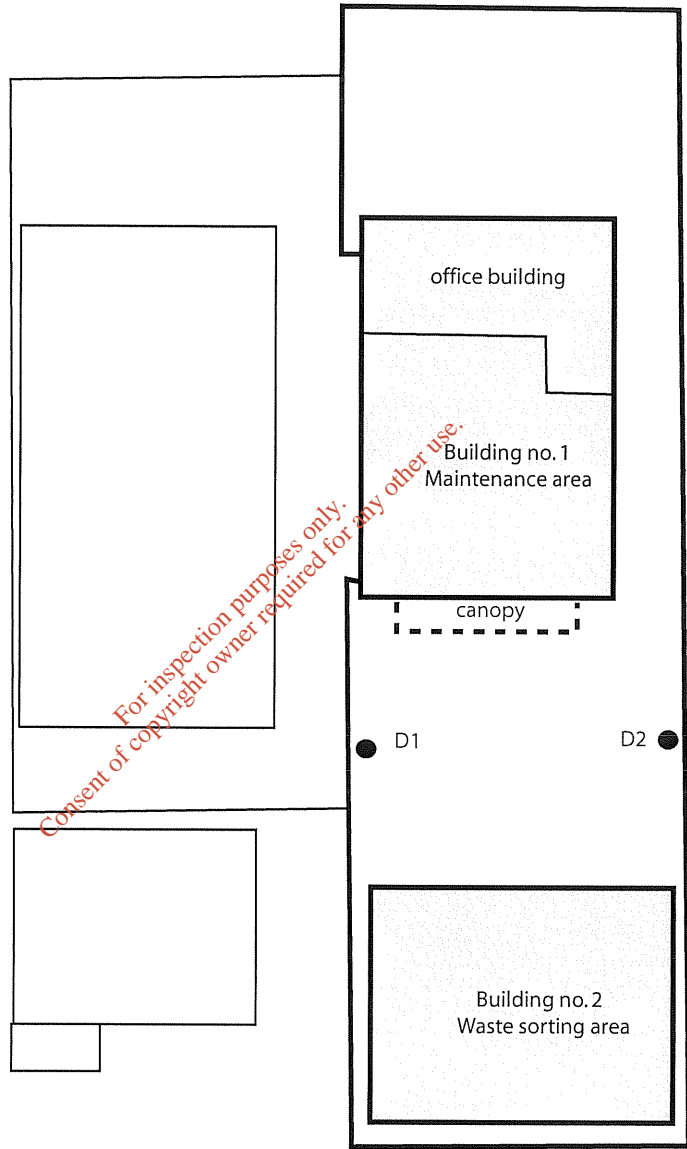 office building
Building no. 1
Maintenance area
For inspection purposes only.
Consent of copyright owner required for any other use.
canopy
D1
D2
Building no. 2
Waste sorting area